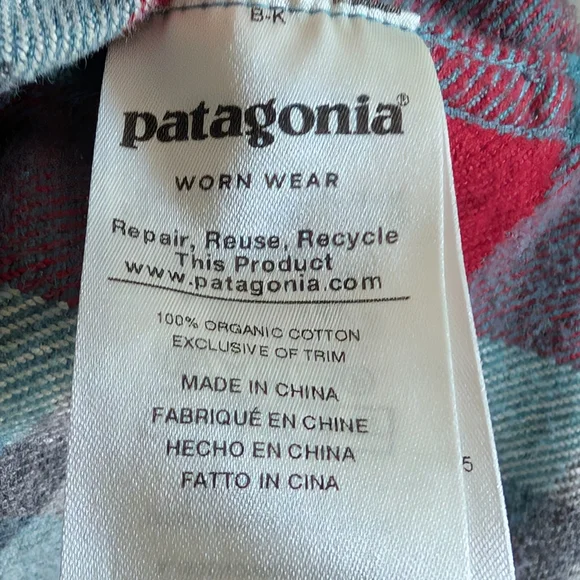 B-K
patagonia®
WORN WEAR
Repair, Reuse, Recycle
This Product
www.patagonia.com
100% ORGANIC COTTON
EXCLUSIVE OF TRIM
MADE IN CHINA
FABRIQUÉ EN CHINE
HECHO EN CHINA
FATTO IN CINA
5